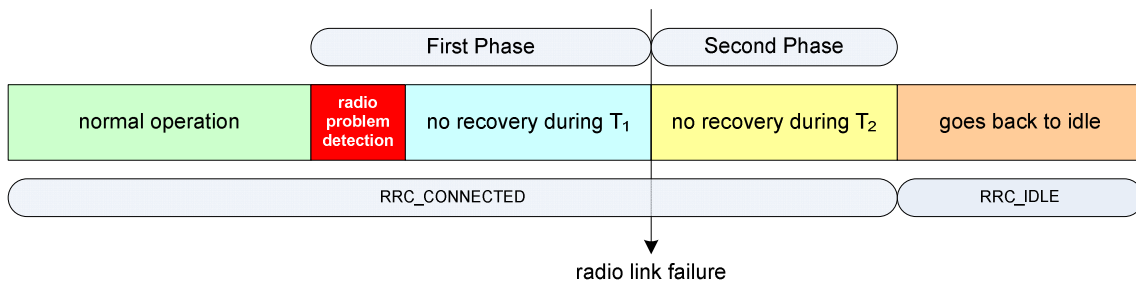 First Phase
Second Phase
normal operation
radio
problem
detection
no recovery during T₁
no recovery during T₂
goes back to idle
RRC_CONNECTED
RRC_IDLE
radio link failure